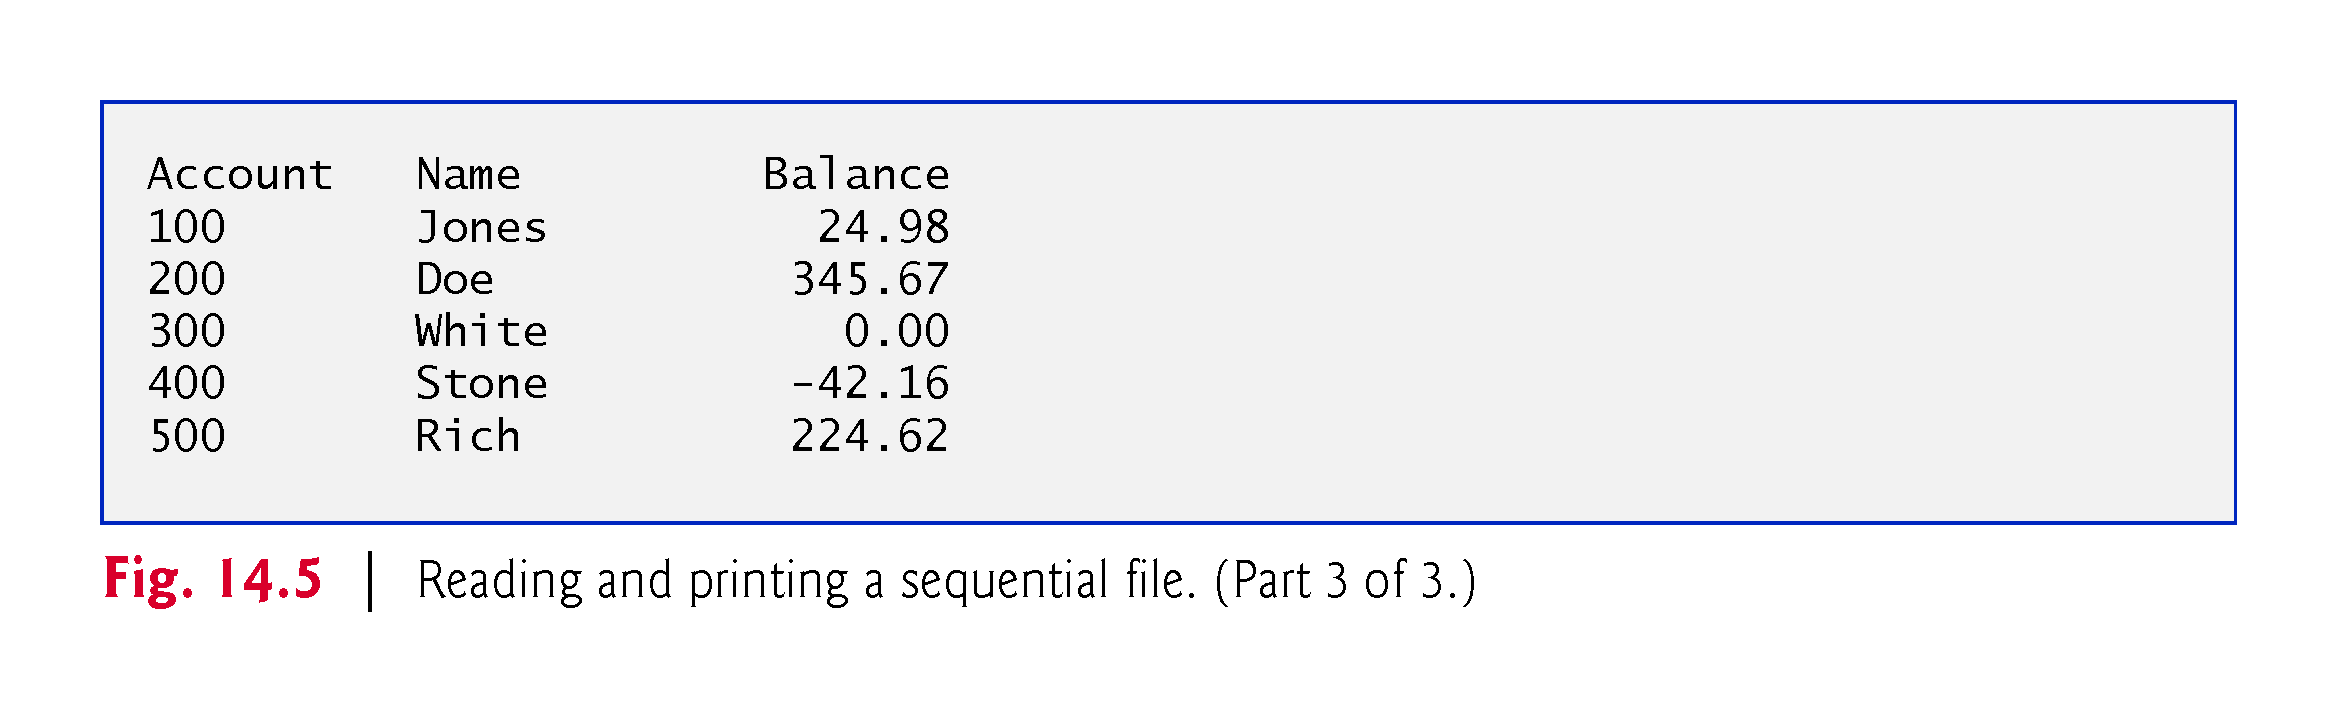 Account   Name         Balance
100       Jones          24.98
200       Doe           345.67
300       White           0.00
400       Stone         -42.16
500       Rich          224.62
Fig. 14.5 | Reading and printing a sequential file. (Part 3 of 3.)